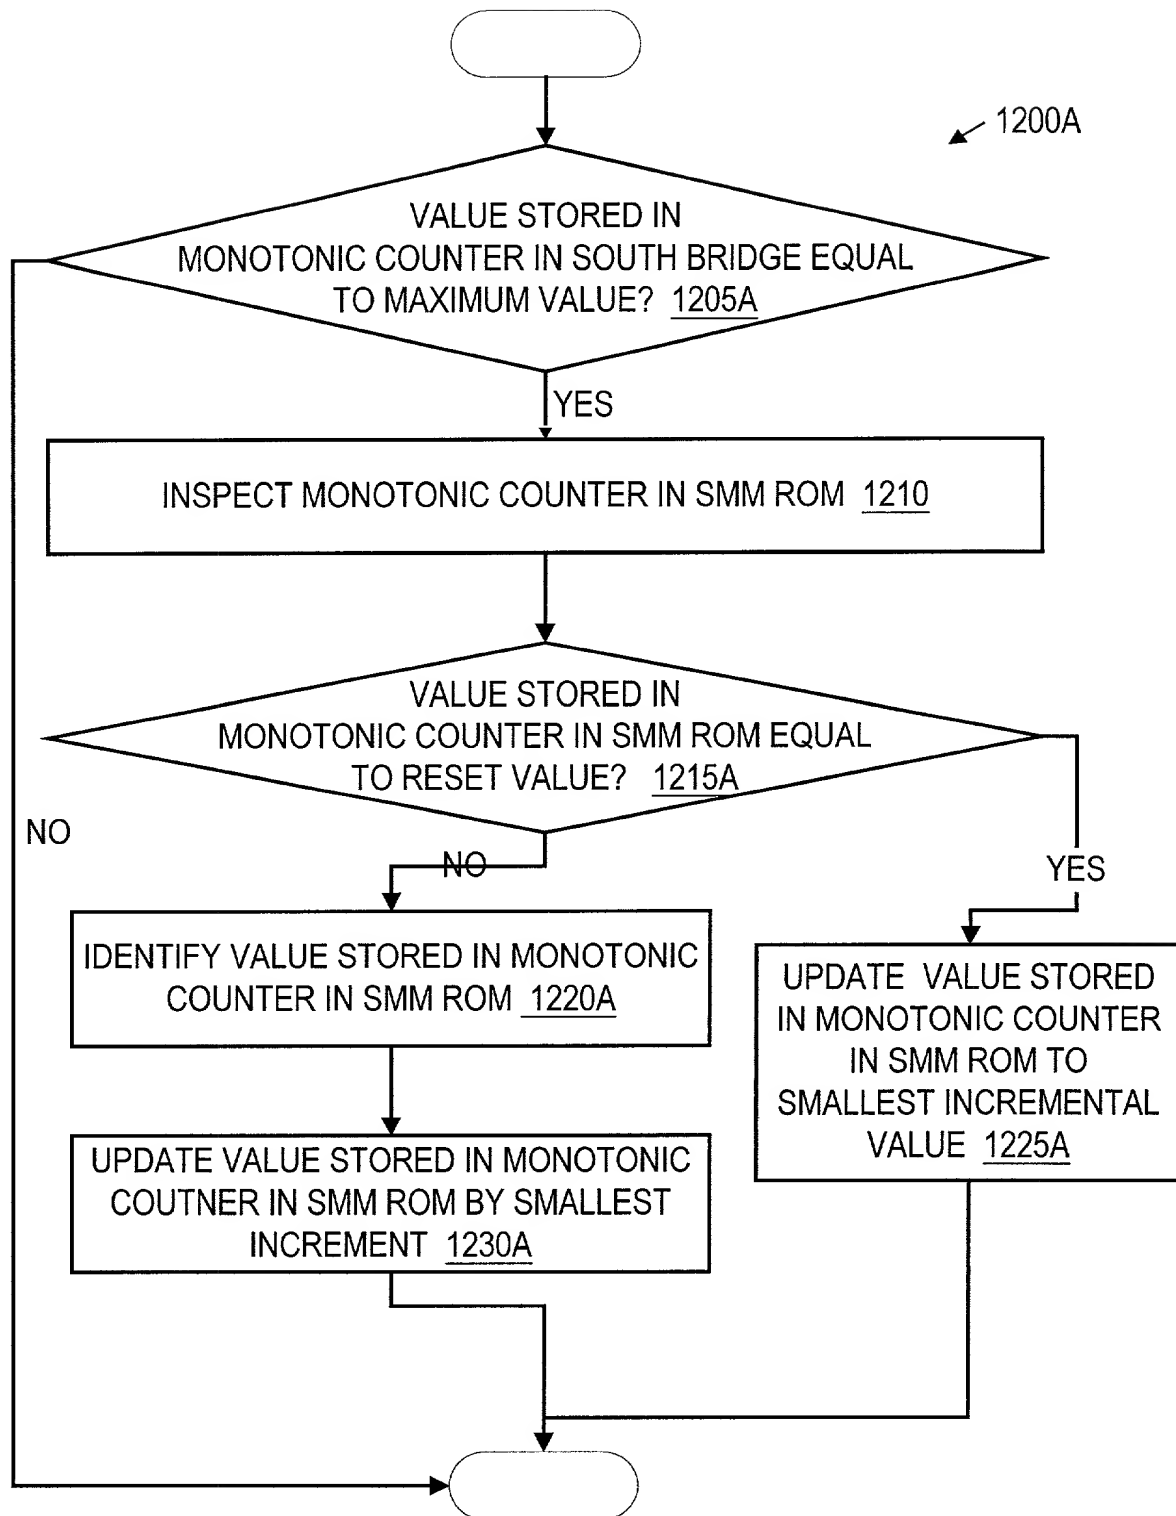 1200A
VALUE STORED IN
MONOTONIC COUNTER IN SOUTH BRIDGE EQUAL
TO MAXIMUM VALUE? 1205A
YES
INSPECT MONOTONIC COUNTER IN SMM ROM 1210
VALUE STORED IN
MONOTONIC COUNTER IN SMM ROM EQUAL
TO RESET VALUE? 1215A
NO
NO
YES
IDENTIFY VALUE STORED IN MONOTONIC
COUNTER IN SMM ROM 1220A
UPDATE VALUE STORED
IN MONOTONIC COUNTER
IN SMM ROM TO
SMALLEST INCREMENTAL
VALUE 1225A
UPDATE VALUE STORED IN MONOTONIC
COUTNER IN SMM ROM BY SMALLEST
INCREMENT 1230A